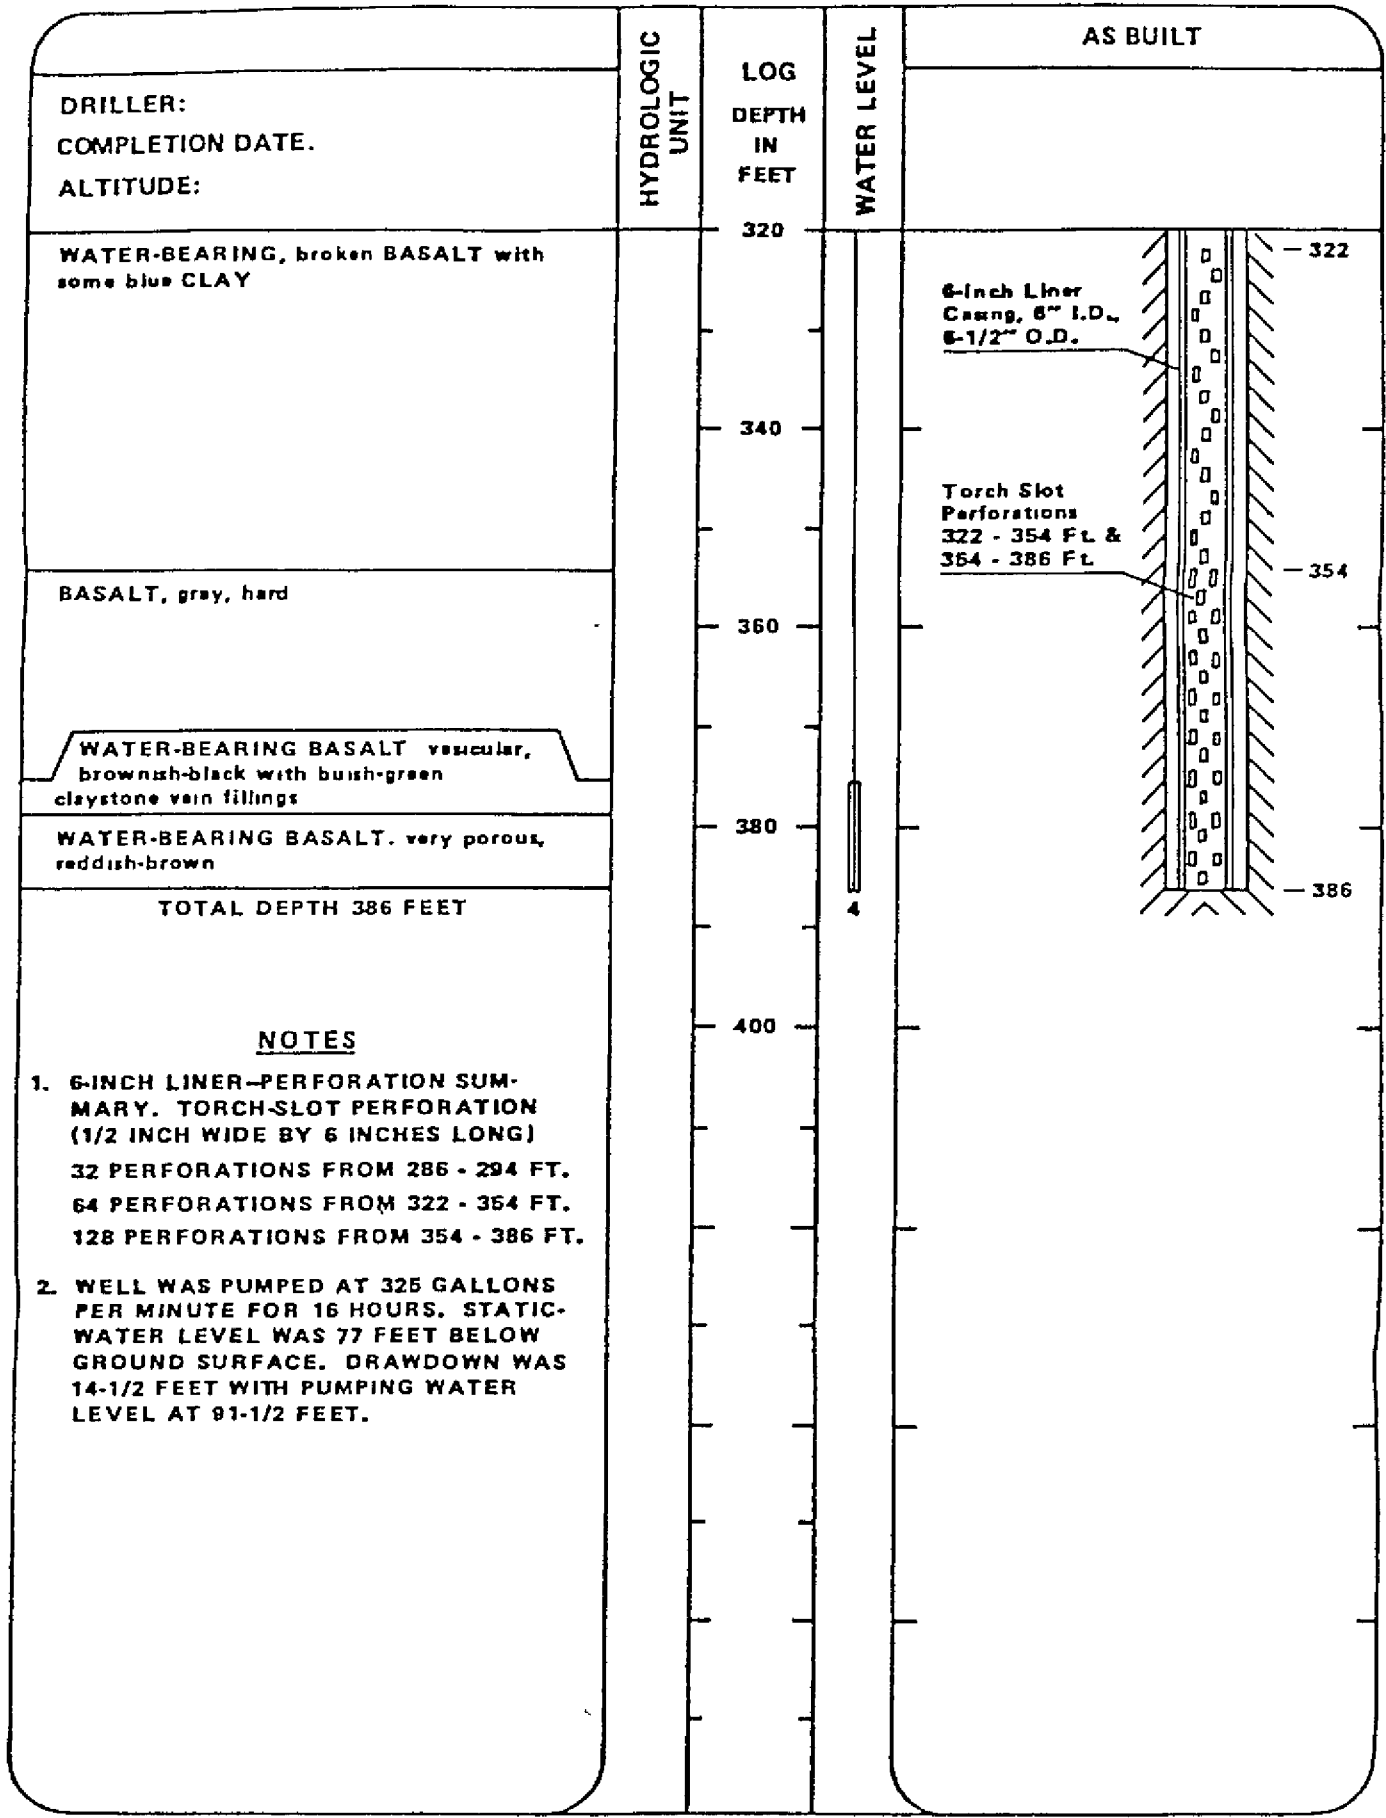 HYDROLOGIC
UNIT
LOG
DEPTH
IN
FEET
WATER LEVEL
AS BUILT
DRILLER:
COMPLETION DATE.
ALTITUDE:
WATER-BEARING, broken BASALT with
some blue CLAY
BASALT, gray, hard
WATER-BEARING BASALT vesicular,
brownish-black with buish-green
claystone vein fillings
WATER-BEARING BASALT. very porous,
reddish-brown
TOTAL DEPTH 386 FEET
NOTES
1. 6-INCH LINER–PERFORATION SUM-
MARY. TORCH-SLOT PERFORATION
(1/2 INCH WIDE BY 6 INCHES LONG)
32 PERFORATIONS FROM 286 - 294 FT.
64 PERFORATIONS FROM 322 - 354 FT.
128 PERFORATIONS FROM 354 - 386 FT.
2. WELL WAS PUMPED AT 325 GALLONS
PER MINUTE FOR 16 HOURS. STATIC-
WATER LEVEL WAS 77 FEET BELOW
GROUND SURFACE. DRAWDOWN WAS
14-1/2 FEET WITH PUMPING WATER
LEVEL AT 91-1/2 FEET.
320
340
360
380
400
4
6-Inch Liner
Casing, 6" I.D.,
6-1/2" O.D.
Torch Slot
Perforations
322 - 354 Ft. &
354 - 386 Ft.
322
354
386